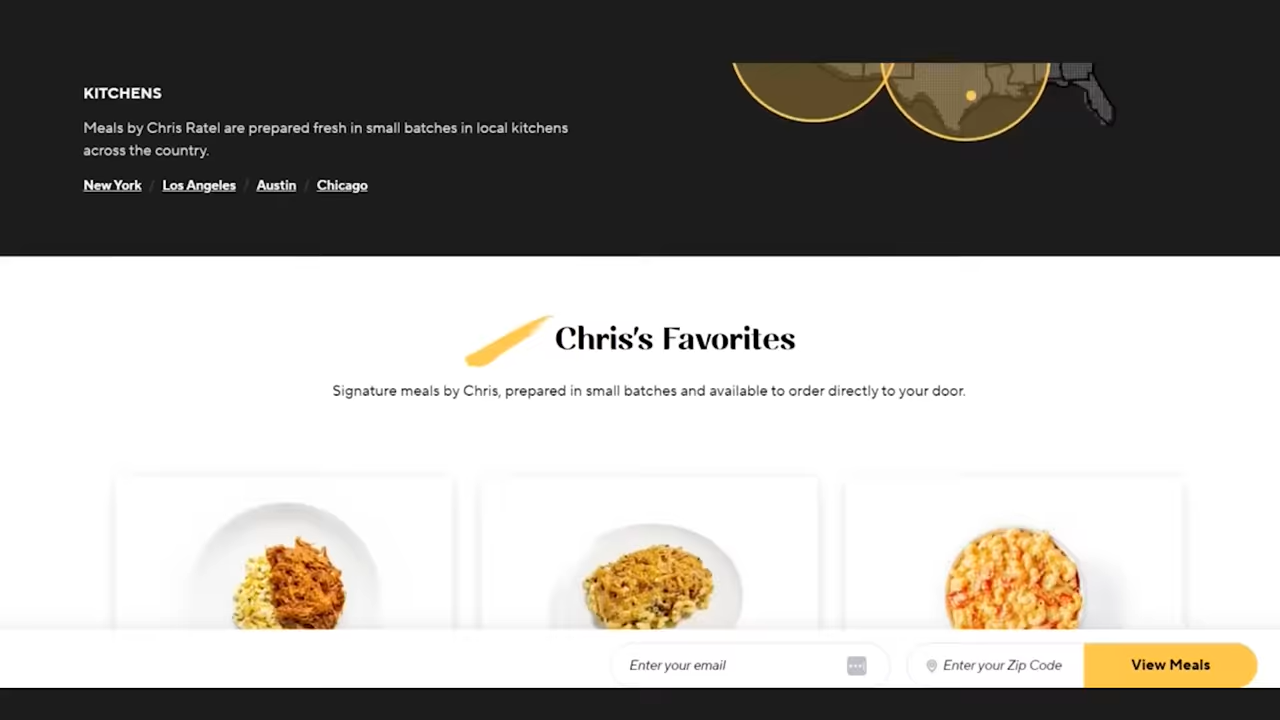 KITCHENS
Meals by Chris Ratel are prepared fresh in small batches in local kitchens
across the country.
New York / Los Angeles / Austin / Chicago
Chris's Favorites
Signature meals by Chris, prepared in small batches and available to order directly to your door.
Enter your email
Enter your Zip Code
View Meals